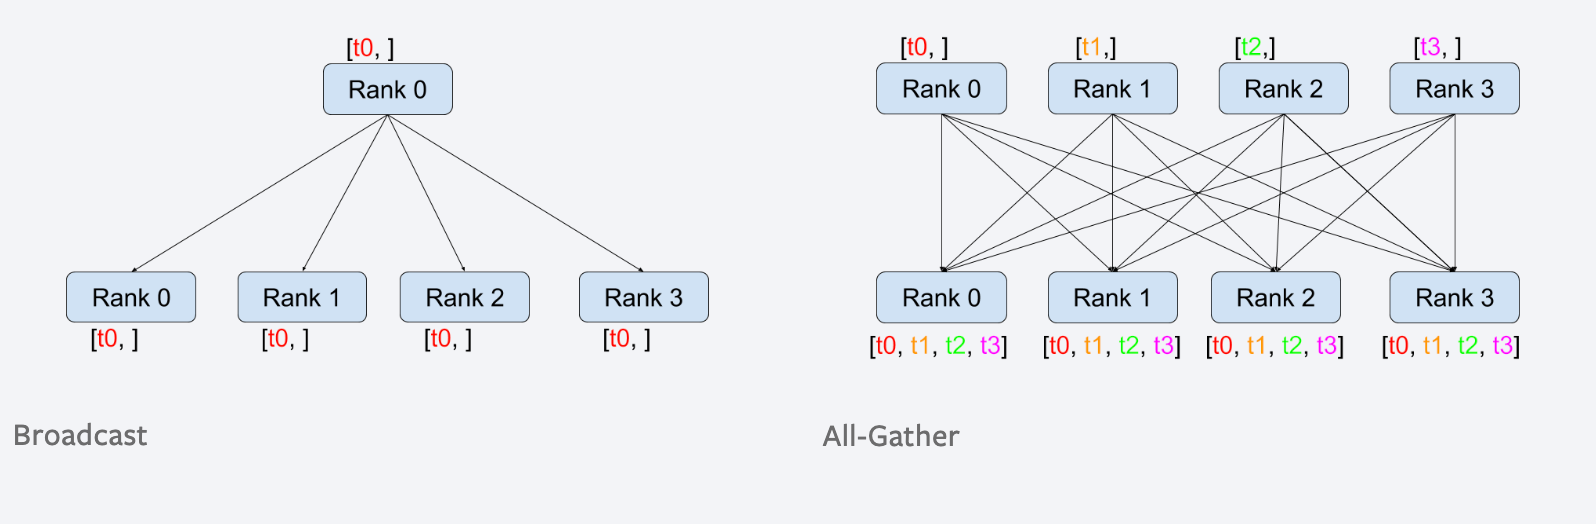 [t0, ]
Rank 0
Rank 0
Rank 1
Rank 2
Rank 3
[t0, ]
[t0, ]
[t0, ]
[t0, ]
Broadcast
[t0, ]
[t1,]
[t2,]
[t3, ]
Rank 0
Rank 1
Rank 2
Rank 3
Rank 0
Rank 1
Rank 2
Rank 3
[t0, t1, t2, t3]
[t0, t1, t2, t3]
[t0, t1, t2, t3]
[t0, t1, t2, t3]
All-Gather